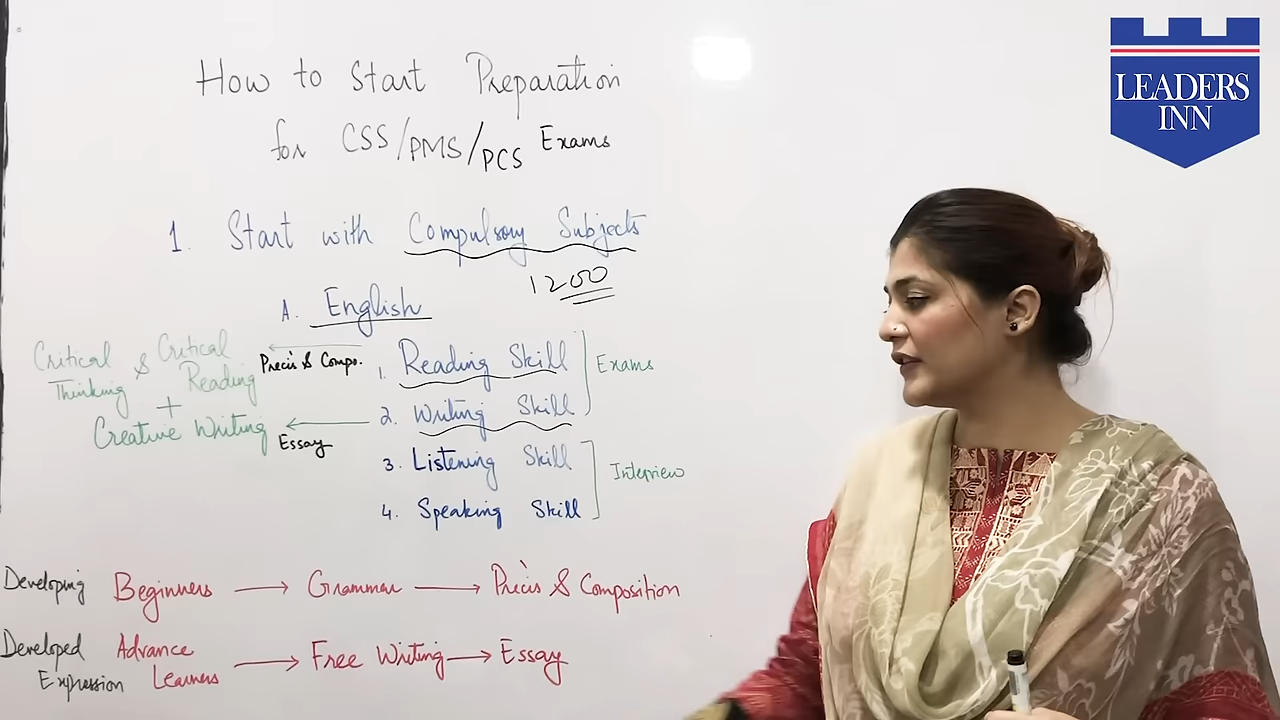 How to Start Preparation
for CSS/PMS/PCS Exams
1. Start with Compulsory Subjects
1200
A. English
Critical Thinking & Critical Reading
+
Creative Writing
Precis & Compo.
Essay
1. Reading Skill
2. Writing Skill
Exams
3. Listening Skill
4. Speaking Skill
Interview
Developing Beginners → Grammar → Précis & Composition
Developed Expression Advance Learners → Free Writing → Essay
LEADERS
INN